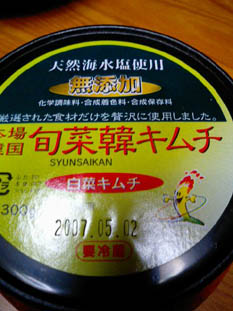 天然海水塩使用
無添加
化学調味料・合成着色料・合成保存料
厳選された食材だけを贅沢に使用しました。
本場
韓国
旬菜韓キムチ
SYUNSAIKAN
白菜キムチ
300g
2007.05.02
要冷蔵